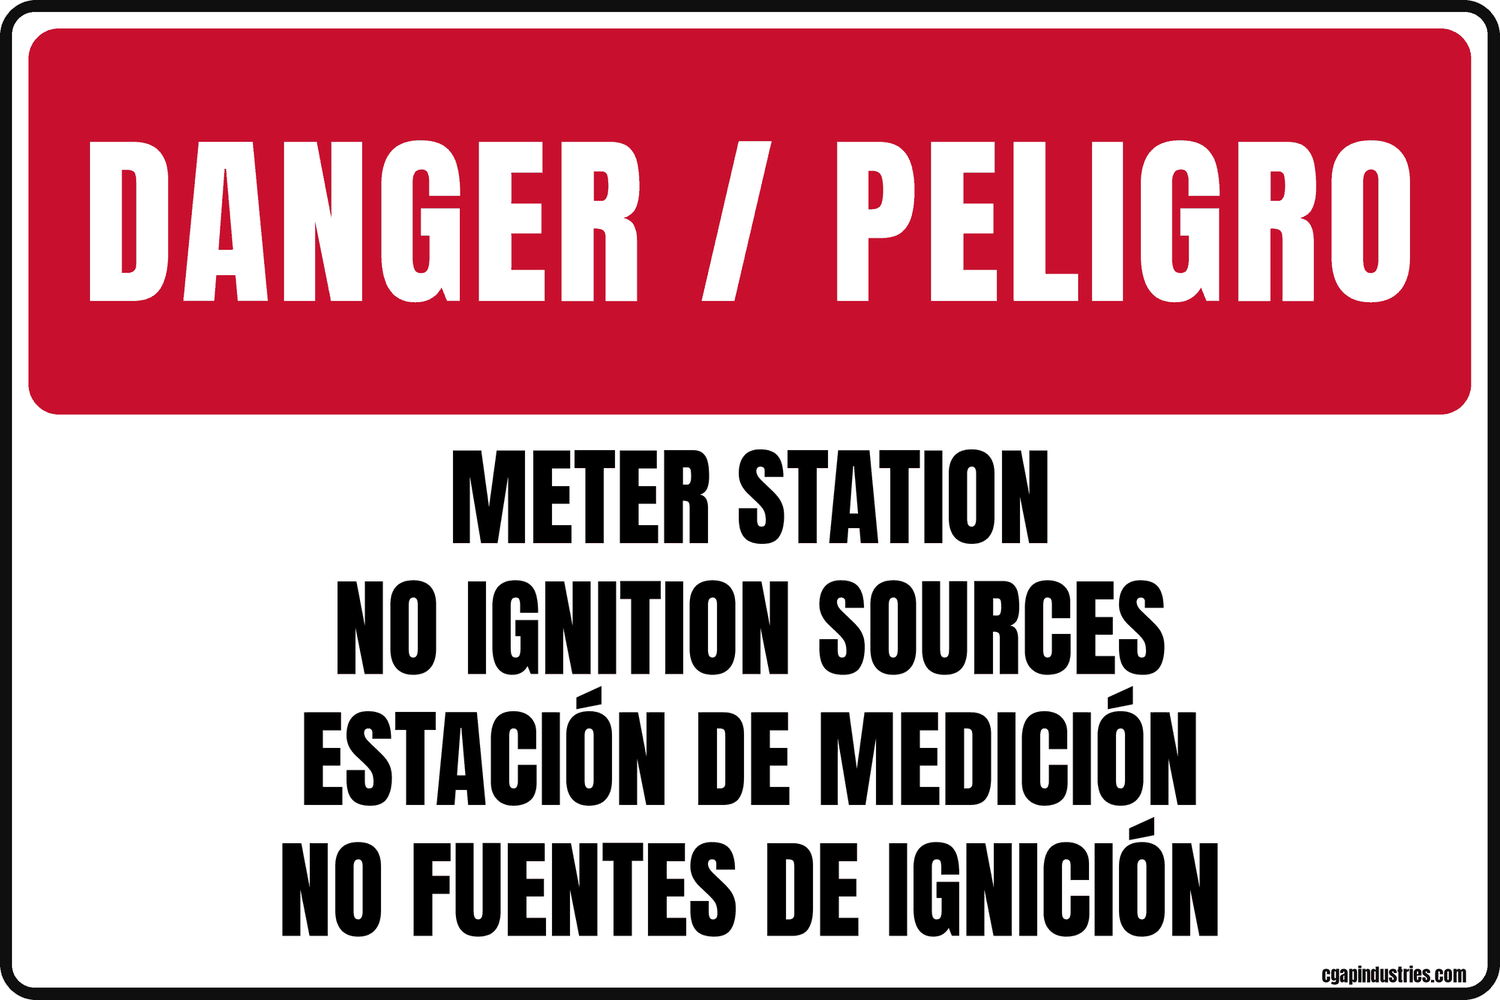 DANGER / PELIGRO
METER STATION
NO IGNITION SOURCES
ESTACIÓN DE MEDICIÓN
NO FUENTES DE IGNICIÓN
cgapindustries.com